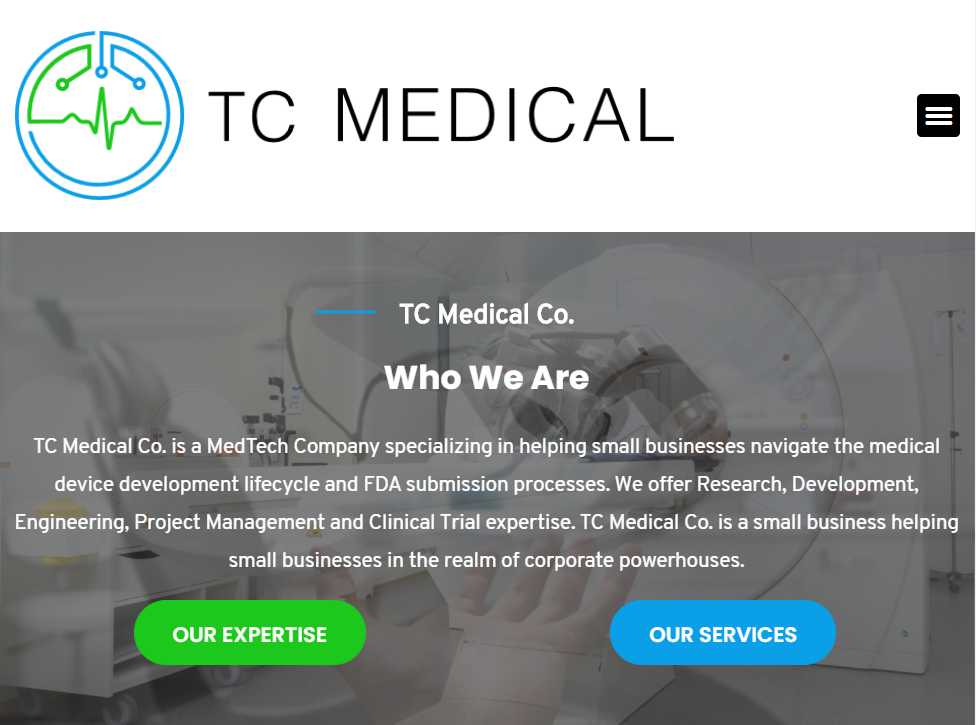 TC MEDICAL
TC Medical Co.
Who We Are
TC Medical Co. is a MedTech Company specializing in helping small businesses navigate the medical
device development lifecycle and FDA submission processes. We offer Research, Development,
Engineering, Project Management and Clinical Trial expertise. TC Medical Co. is a small business helping
small businesses in the realm of corporate powerhouses.
OUR EXPERTISE
OUR SERVICES